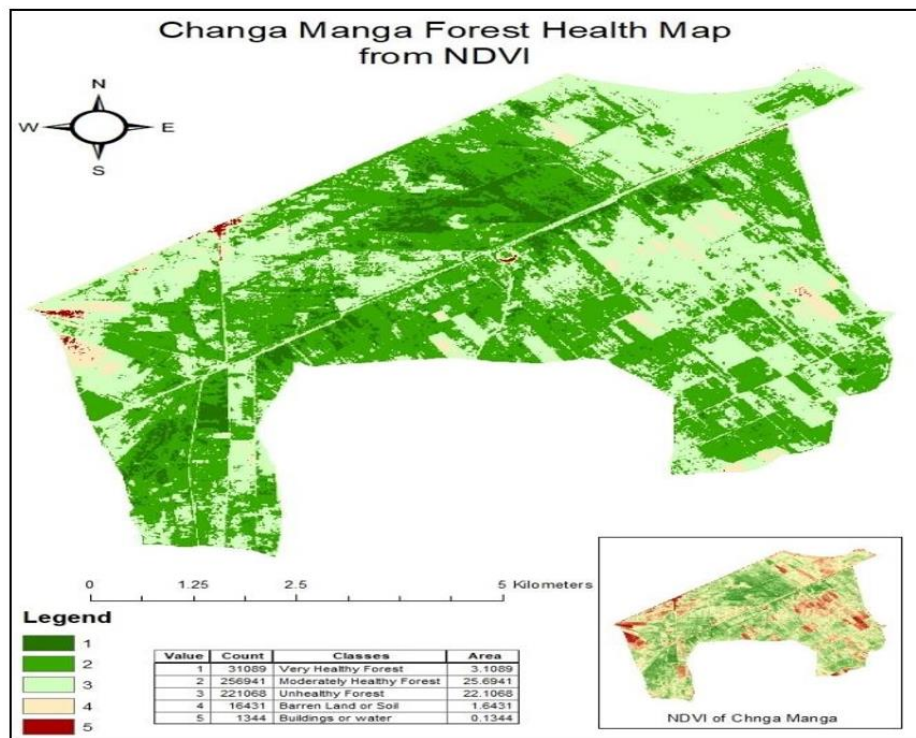 Changa Manga Forest Health Map
from NDVI
N
W E
S
0 1.25 2.5 5 Kilometers
Legend
1
2
3
4
5
Value Count Classes Area
1 31089 Very Healthy Forest 3.1089
2 256941 Moderately Healthy Forest 25.6941
3 221068 Unhealthy Forest 22.1068
4 16431 Barren Land or Soil 1.6431
5 1344 Buildings or water 0.1344
NDVI of Chnga Manga